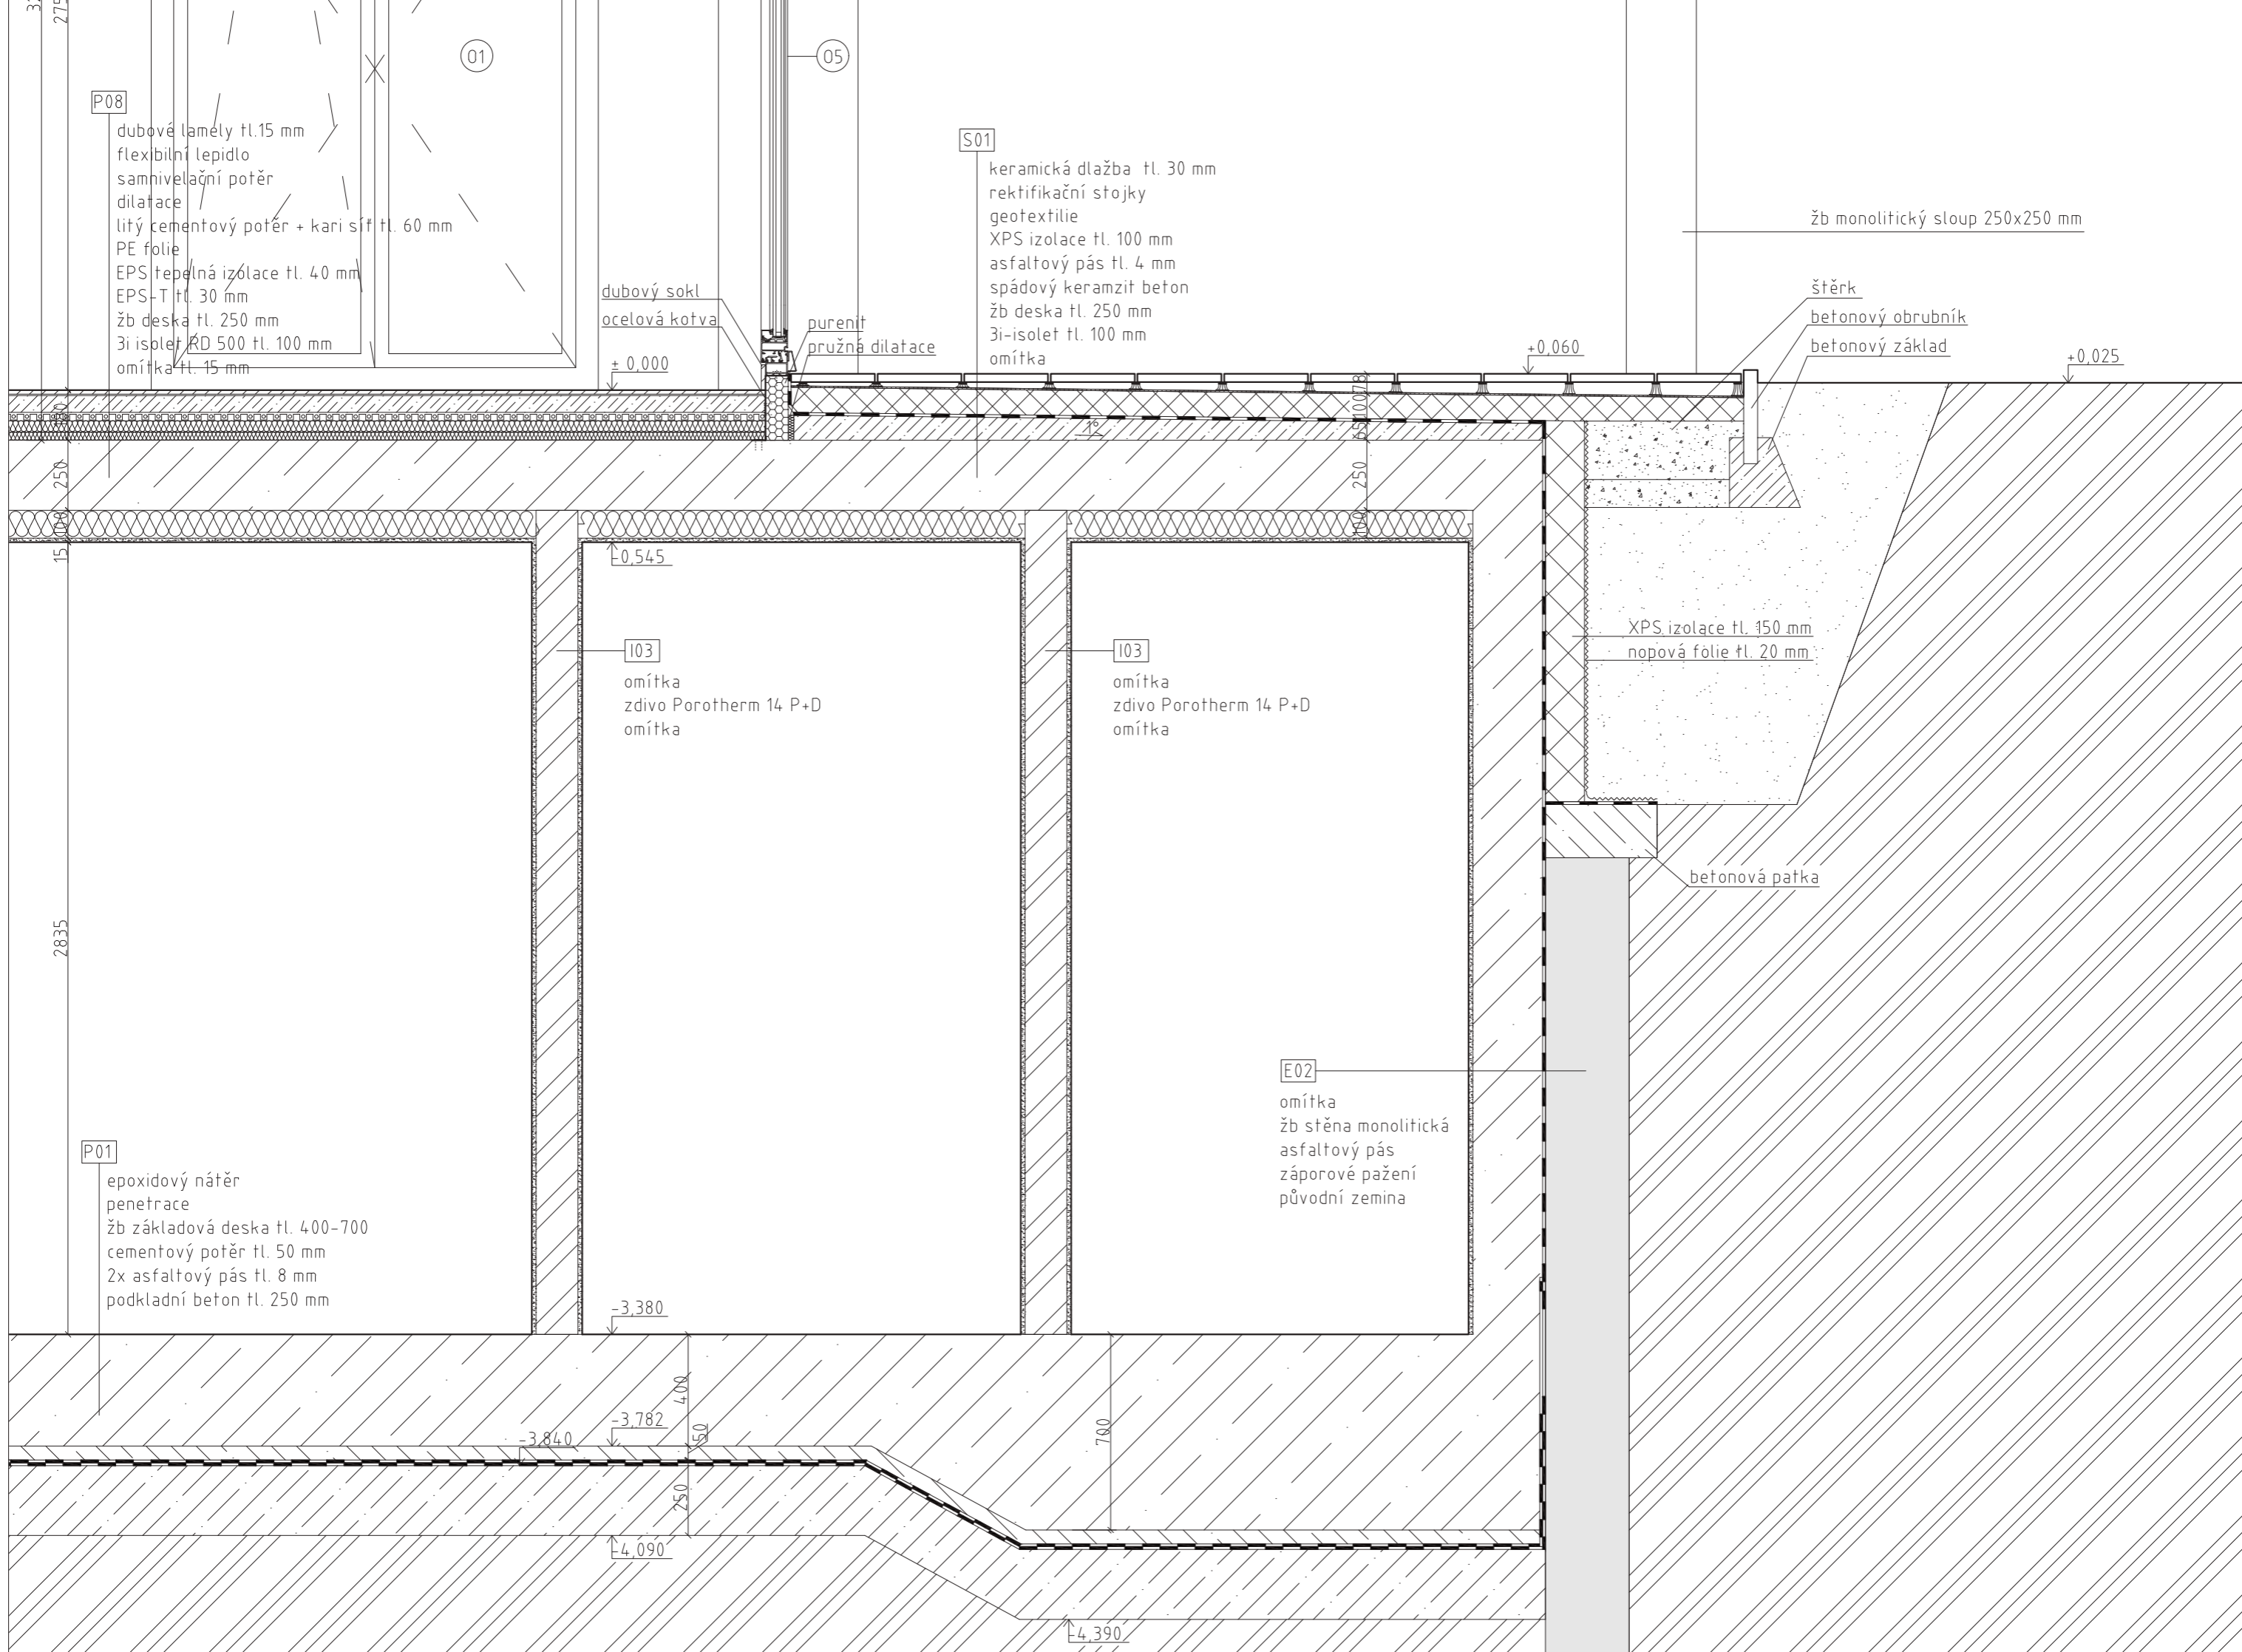 01
05
P08
dubové lamely tl.15 mm
flexibilní lepidlo
samnivelační potěr
dilatace
litý cementový potěr + kari síť tl. 60 mm
PE folie
EPS tepelná izolace tl. 40 mm
EPS-T tl. 30 mm
žb deska tl. 250 mm
3i isolet RD 500 tl. 100 mm
omítka tl. 15 mm
S01
keramická dlažba tl. 30 mm
rektifikační stojky
geotextilie
XPS izolace tl. 100 mm
asfaltový pás tl. 4 mm
spádový keramzit beton
žb deska tl. 250 mm
3i-isolet tl. 100 mm
omítka
žb monolitický sloup 250x250 mm
štěrk
betonový obrubník
betonový základ
dubový sokl
ocelová kotva
purenit
pružná dilatace
± 0,000
+0,060
+0,025
1°
250
100
15
250
100
-0,545
I03
omítka
zdivo Porotherm 14 P+D
omítka
I03
omítka
zdivo Porotherm 14 P+D
omítka
XPS izolace tl. 150 mm
nopová folie tl. 20 mm
betonová patka
2835
E02
omítka
žb stěna monolitická
asfaltový pás
záporové pažení
původní zemina
P01
epoxidový nátěr
penetrace
žb základová deska tl. 400-700
cementový potěr tl. 50 mm
2x asfaltový pás tl. 8 mm
podkladní beton tl. 250 mm
-3,380
400
-3,782
50
-3,840
700
250
-4,090
-4,390